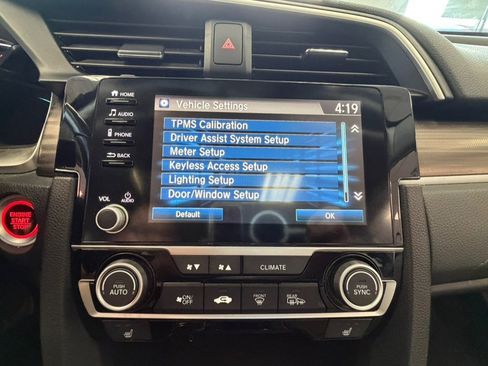 HOME
Vehicle Settings
4:19
AUDIO
TPMS Calibration
Driver Assist System Setup
PHONE
Meter Setup
Keyless Access Setup
BACK
Lighting Setup
Door/Window Setup
VOL
AUDIO
Default
OK
ENGINE
START
STOP
CLIMATE
PUSH
AUTO
PUSH
SYNC
ON/
OFF
FRONT
REAR